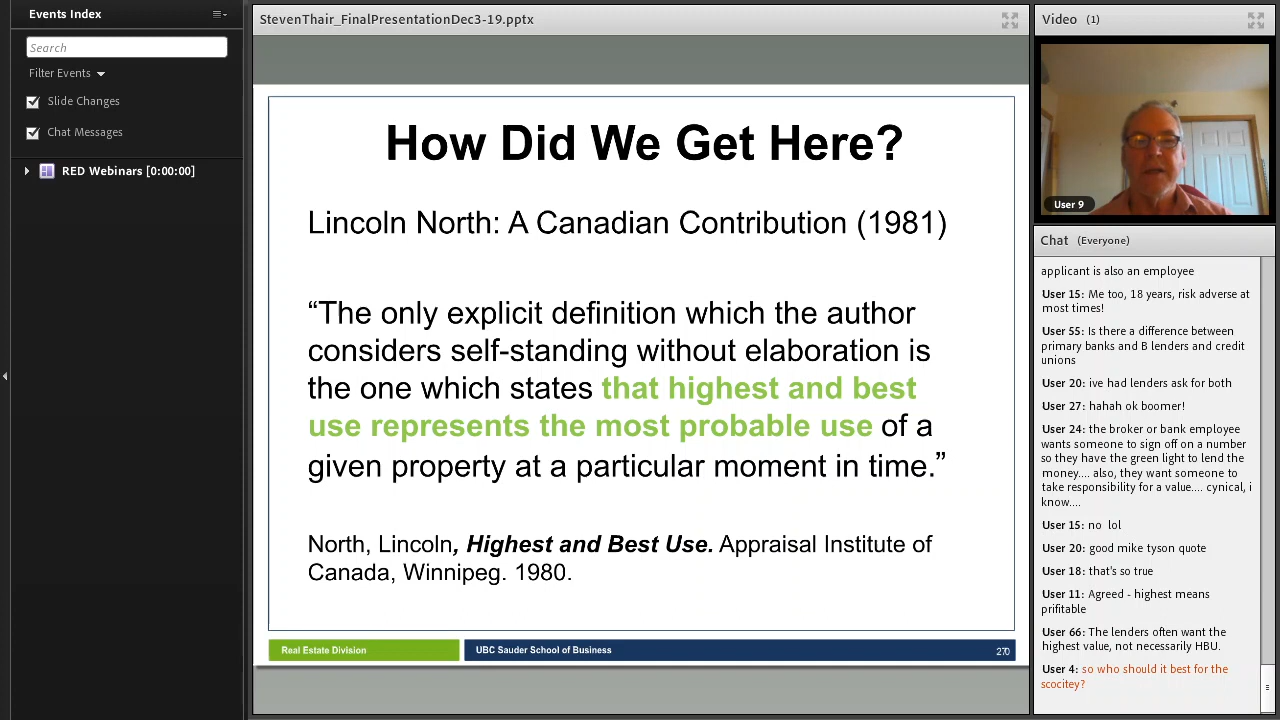 Events Index
Search
Filter Events
Slide Changes
Chat Messages
RED Webinars [0:00:00]
StevenThair_FinalPresentationDec3-19.pptx
How Did We Get Here?
Lincoln North: A Canadian Contribution (1981)
“The only explicit definition which the author
considers self-standing without elaboration is
the one which states that highest and best
use represents the most probable use of a
given property at a particular moment in time.”
North, Lincoln, Highest and Best Use. Appraisal Institute of
Canada, Winnipeg. 1980.
Real Estate Division
UBC Sauder School of Business
270
Video (1)
User 9
Chat (Everyone)
applicant is also an employee
User 15: Me too, 18 years, risk adverse at
most times!
User 55: Is there a difference between
primary banks and B lenders and credit
unions
User 20: ive had lenders ask for both
User 27: hahah ok boomer!
User 24: the broker or bank employee
wants someone to sign off on a number
so they have the green light to lend the
money.... also, they want someone to
take responsibility for a value.... cynical, i
know....
User 15: no lol
User 20: good mike tyson quote
User 18: that's so true
User 11: Agreed - highest means
prifitable
User 66: The lenders often want the
highest value, not necessarily HBU.
User 4: so who should it best for the
scocitey?